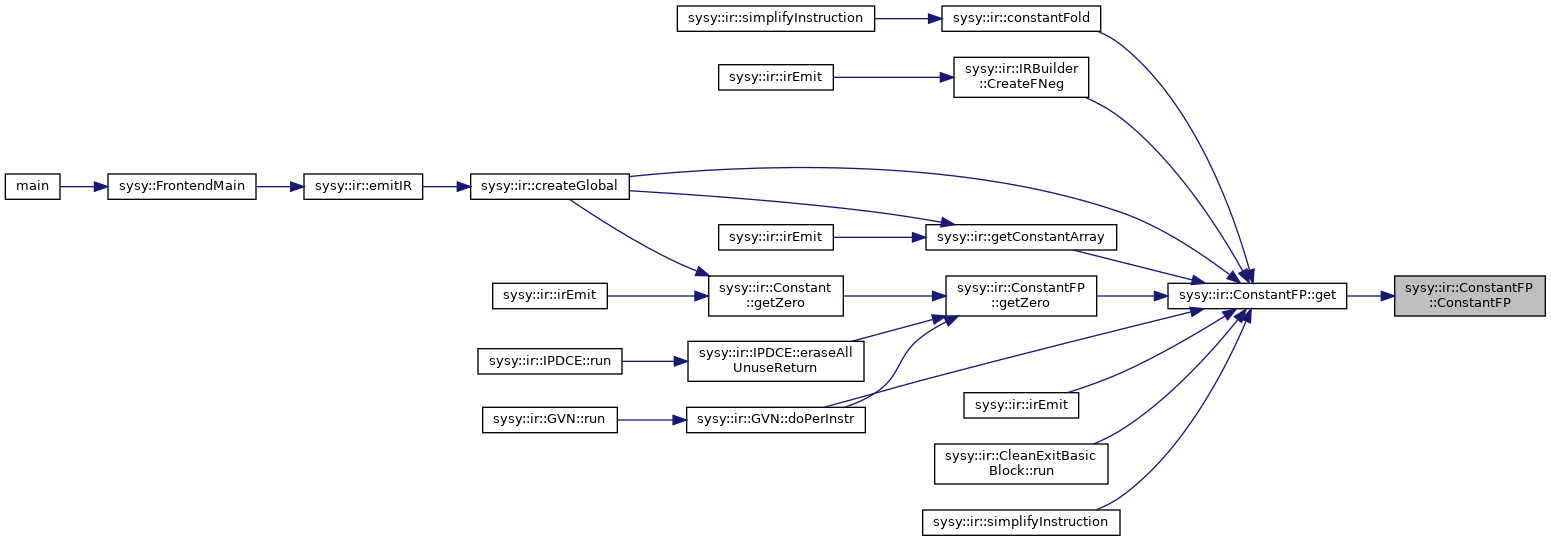 sysy::ir::simplifyInstruction
sysy::ir::constantFold
sysy::ir::irEmit
sysy::ir::IRBuilder
::CreateFNeg
main
sysy::FrontendMain
sysy::ir::emitIR
sysy::ir::createGlobal
sysy::ir::irEmit
sysy::ir::getConstantArray
sysy::ir::irEmit
sysy::ir::Constant
::getZero
sysy::ir::ConstantFP
::getZero
sysy::ir::ConstantFP::get
sysy::ir::ConstantFP
::ConstantFP
sysy::ir::IPDCE::run
sysy::ir::IPDCE::eraseAll
UnuseReturn
sysy::ir::irEmit
sysy::ir::GVN::run
sysy::ir::GVN::doPerInstr
sysy::ir::CleanExitBasic
Block::run
sysy::ir::simplifyInstruction